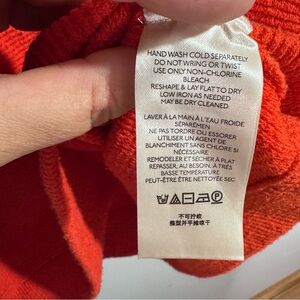 HAND WASH COLD SEPARATELY
DO NOT WRING OR TWIST
USE ONLY NON-CHLORINE
BLEACH
RESHAPE & LAY FLAT TO DRY
LOW IRON AS NEEDED
MAY BE DRY CLEANED
LAVER À LA MAIN À L'EAU FROIDE
SÉPARÉMEN
NE PAS TORDRE OU ESSORER
UTILISER UN AGENT DE
BLANCHIMENT SANS CHLORE SI
NÉCESSAIRE
REMODELER ET SÉCHER À PLAT
REPASSER, AU BESOIN, À TRÈS
BASSE TEMPÉRATURE
PEUT-ÊTRE ÊTRE NETTOYÉE SEC
不可拧绞
整型并平摊晾干